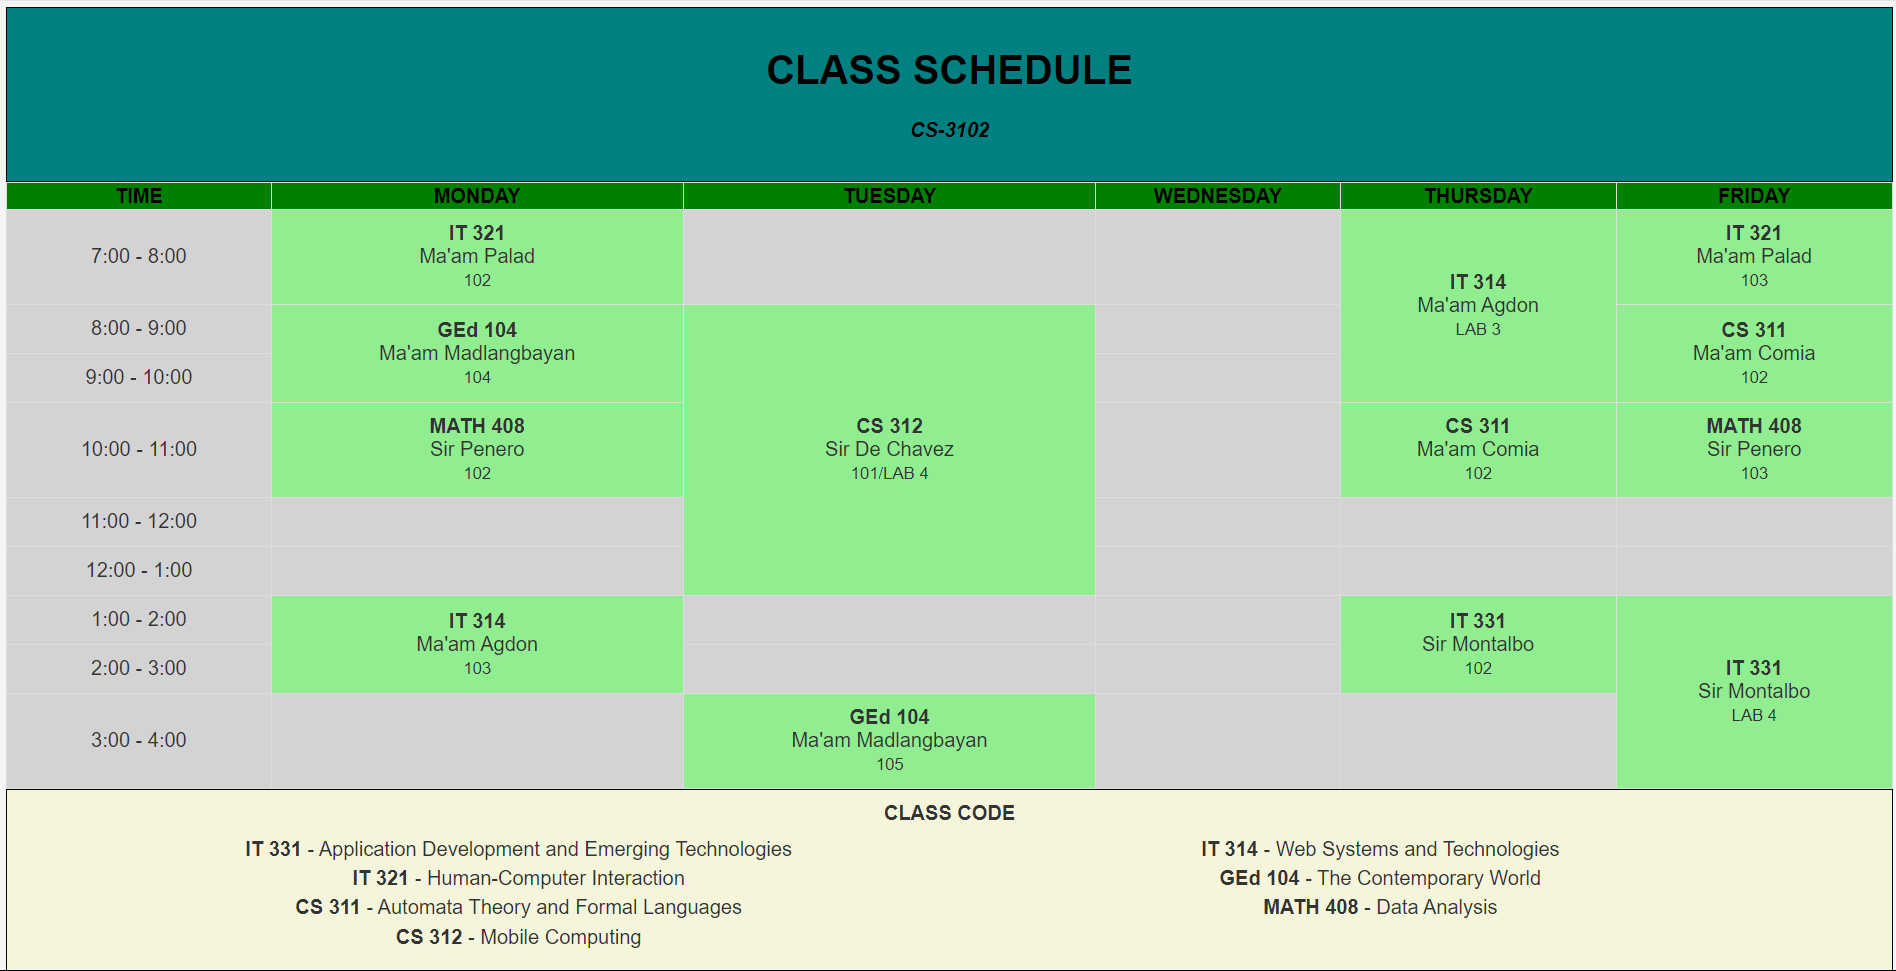 CLASS SCHEDULE
CS-3102
TIME MONDAY TUESDAY WEDNESDAY THURSDAY FRIDAY
7:00 - 8:00
IT 321
Ma'am Palad
102
IT 314
Ma'am Agdon
LAB 3
IT 321
Ma'am Palad
103
8:00 - 9:00
GEd 104
Ma'am Madlangbayan
104
CS 312
Sir De Chavez
101/LAB 4
CS 311
Ma'am Comia
102
9:00 - 10:00
10:00 - 11:00
MATH 408
Sir Penero
102
CS 311
Ma'am Comia
102
MATH 408
Sir Penero
103
11:00 - 12:00
12:00 - 1:00
1:00 - 2:00
IT 314
Ma'am Agdon
103
IT 331
Sir Montalbo
102
IT 331
Sir Montalbo
LAB 4
2:00 - 3:00
3:00 - 4:00
GEd 104
Ma'am Madlangbayan
105
CLASS CODE
IT 331 - Application Development and Emerging Technologies
IT 321 - Human-Computer Interaction
CS 311 - Automata Theory and Formal Languages
CS 312 - Mobile Computing
IT 314 - Web Systems and Technologies
GEd 104 - The Contemporary World
MATH 408 - Data Analysis